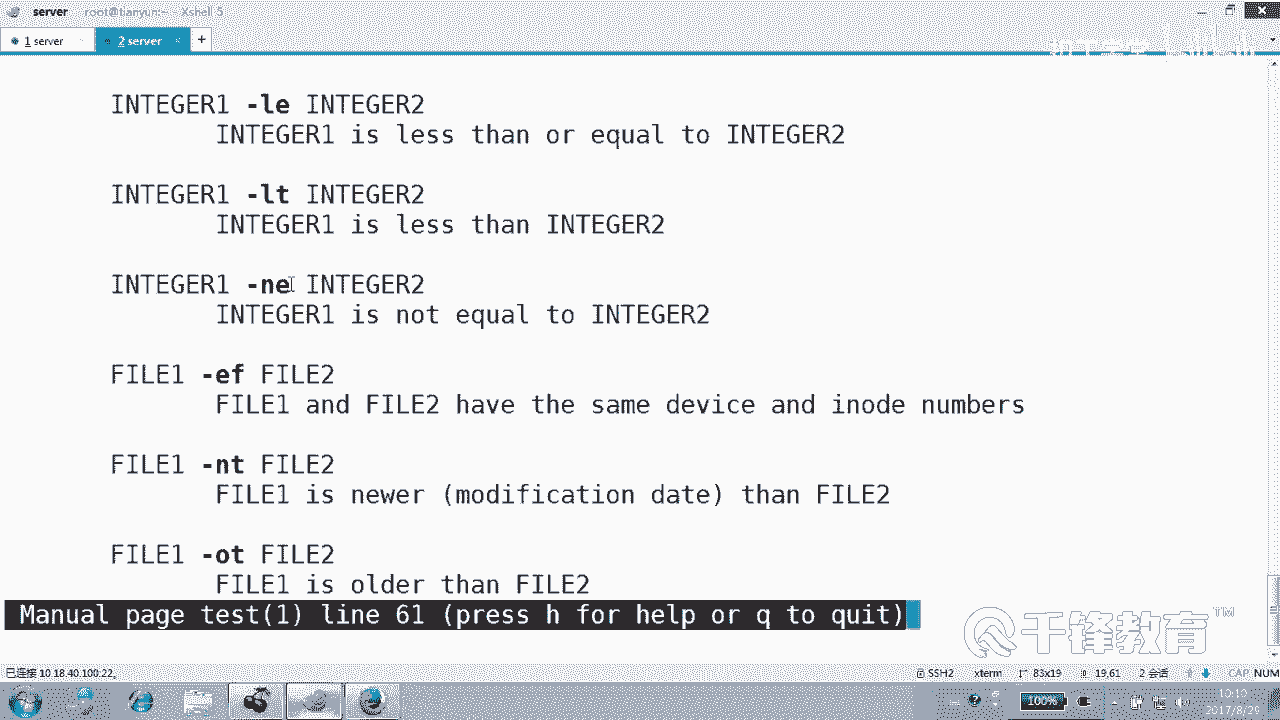 server root@tianyun:~ - Xshell 5
1 server 2 server +
INTEGER1 -le INTEGER2
INTEGER1 is less than or equal to INTEGER2
INTEGER1 -lt INTEGER2
INTEGER1 is less than INTEGER2
INTEGER1 -ne INTEGER2
INTEGER1 is not equal to INTEGER2
FILE1 -ef FILE2
FILE1 and FILE2 have the same device and inode numbers
FILE1 -nt FILE2
FILE1 is newer (modification date) than FILE2
FILE1 -ot FILE2
FILE1 is older than FILE2
Manual page test(1) line 61 (press h for help or q to quit)
千锋教育 TM
已连接 10.18.40.100:22。 SSH2 xterm 83x19 19,61 2 会话 CAP NUM
100% 10:10
2017/8/29